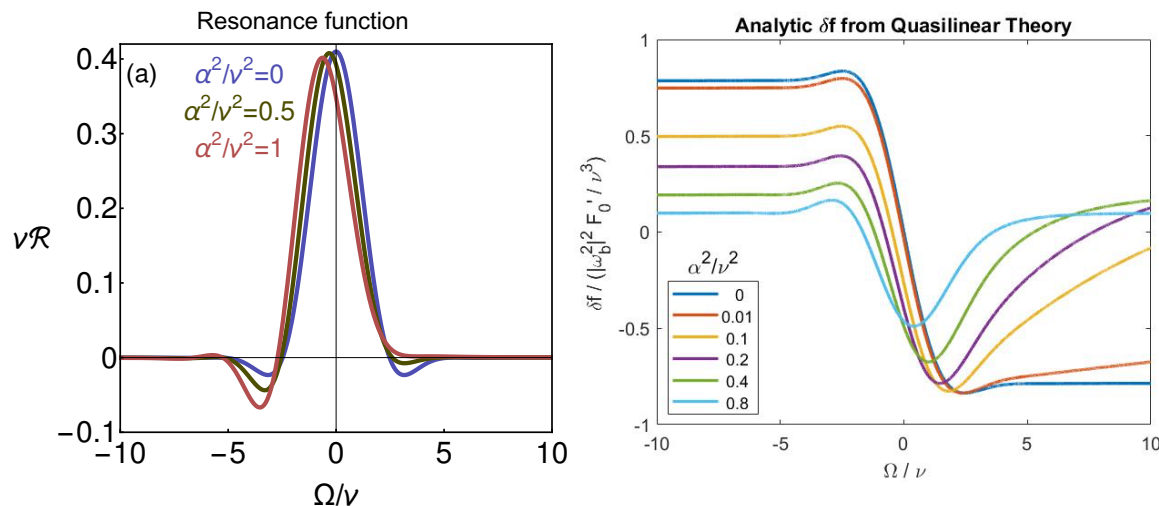 Resonance function
(a)
α²/ν²=0
α²/ν²=0.5
α²/ν²=1
0.4
0.3
0.2
0.1
0
−0.1
νℛ
−10
−5
0
5
10
Ω/ν
Analytic δf from Quasilinear Theory
1
0.5
0
-0.5
-1
δf / (|ω_b²|² F₀' / ν³)
α²/ν²
0
0.01
0.1
0.2
0.4
0.8
-10
-5
0
5
10
Ω / ν